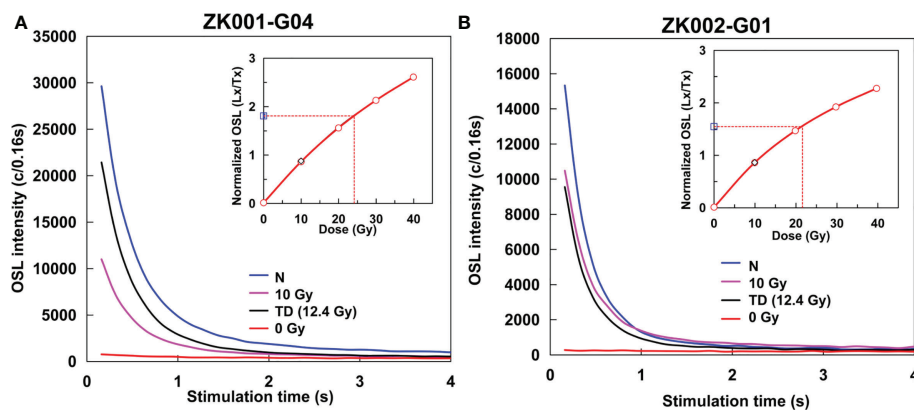 A
ZK001-G04
OSL intensity (c/0.16s)
35000
30000
25000
20000
15000
10000
5000
0
0 1 2 3 4
Stimulation time (s)
Normalized OSL (Lx/Tx)
3
2
1
0
0 10 20 30 40
Dose (Gy)
N
10 Gy
TD (12.4 Gy)
0 Gy
B
ZK002-G01
OSL intensity (c/0.16s)
18000
16000
14000
12000
10000
8000
6000
4000
2000
0
0 1 2 3 4
Stimulation time (s)
Normalized OSL (Lx/Tx)
3
2
1
0
0 10 20 30 40
Dose (Gy)
N
10 Gy
TD (12.4 Gy)
0 Gy